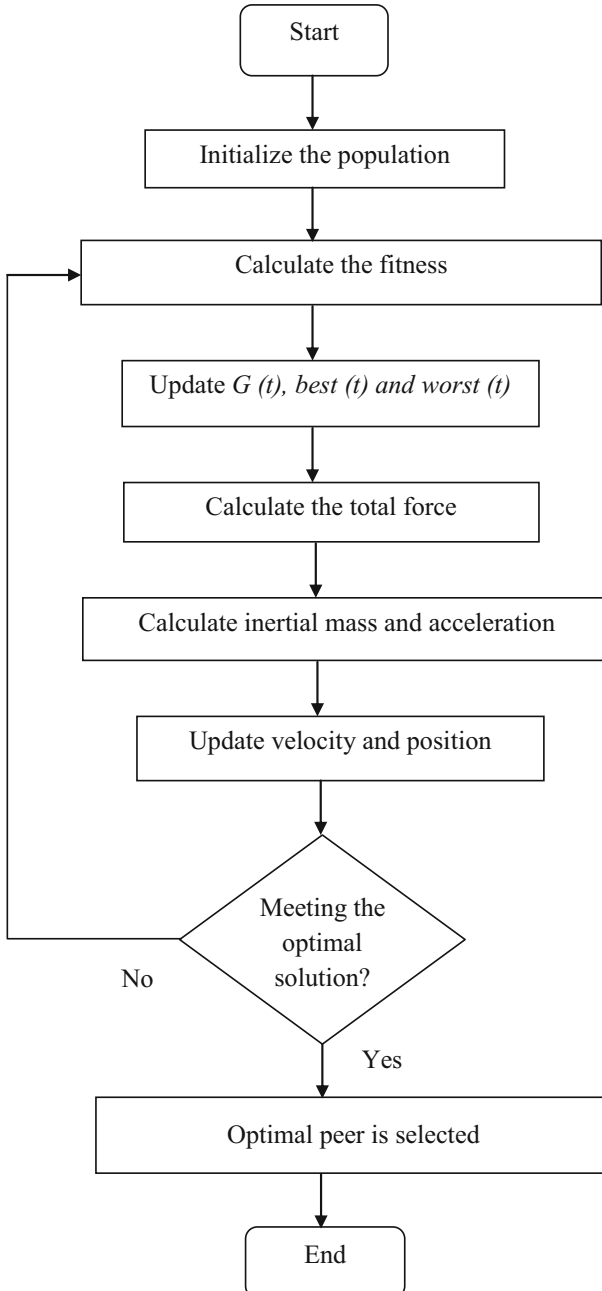 Start
Initialize the population
Calculate the fitness
Update G (t), best (t) and worst (t)
Calculate the total force
Calculate inertial mass and acceleration
Update velocity and position
Meeting the
optimal
solution?
No
Yes
Optimal peer is selected
End